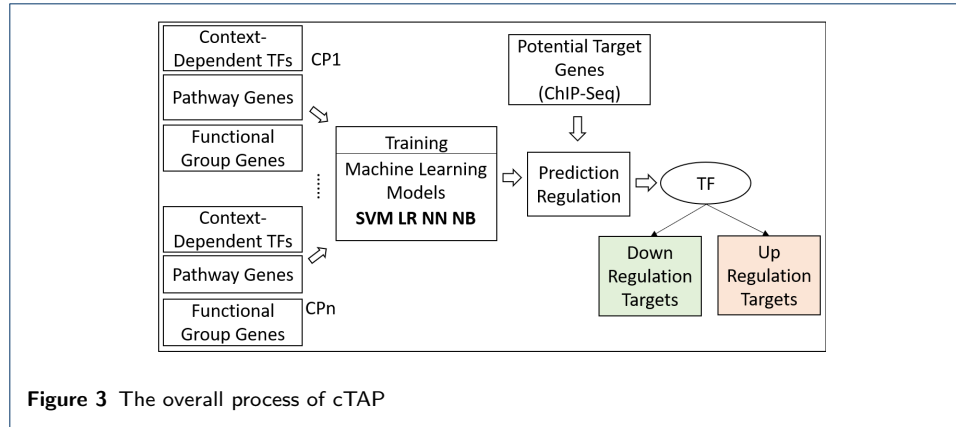 Context-
Dependent TFs
CP1
Pathway Genes
Functional
Group Genes
Context-
Dependent TFs
Pathway Genes
Functional
Group Genes
CPn
Training
Machine Learning
Models
SVM LR NN NB
Potential Target
Genes
(ChIP-Seq)
Prediction
Regulation
TF
Down
Regulation
Targets
Up
Regulation
Targets
Figure 3 The overall process of cTAP